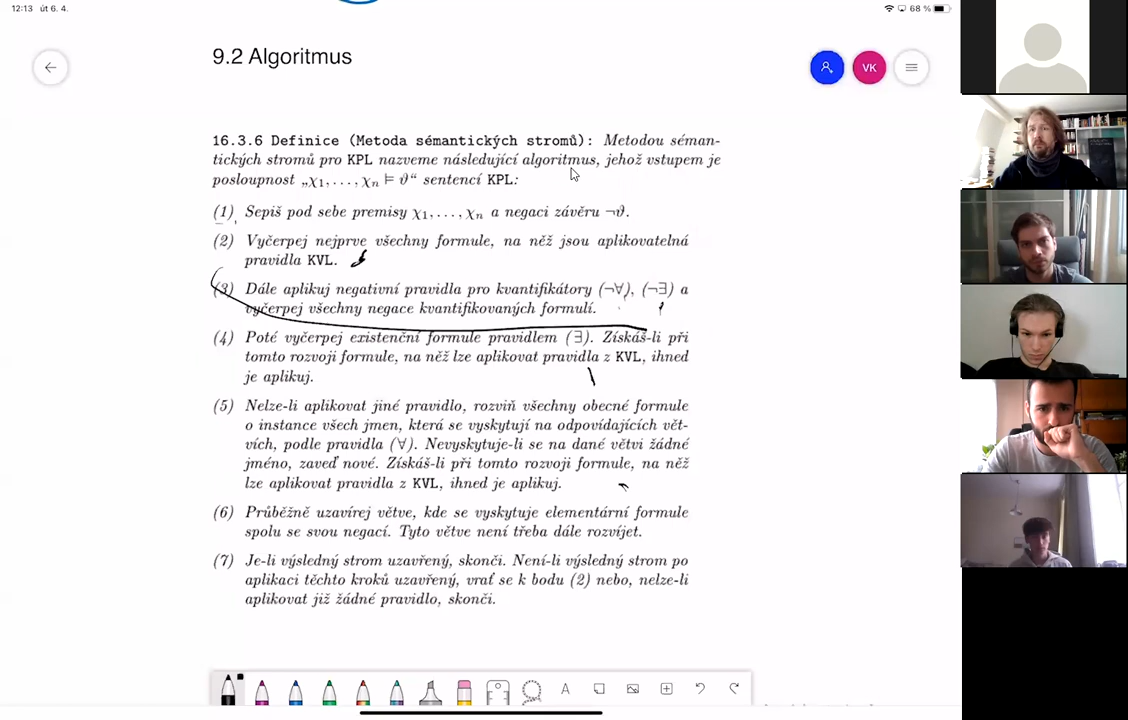 12:13 út 6. 4.
68 %
9.2 Algoritmus
VK
16.3.6 Definice (Metoda sémantických stromů): Metodou séman-
tických stromů pro KPL nazveme následující algoritmus, jehož vstupem je
posloupnost „χ1, . . . , χn ⊨ ϑ“ sentencí KPL:
(1) Sepiš pod sebe premisy χ1, . . . , χn a negaci závěru ¬ϑ.
(2) Vyčerpej nejprve všechny formule, na něž jsou aplikovatelná
pravidla KVL.
(3) Dále aplikuj negativní pravidla pro kvantifikátory (¬∀), (¬∃) a
vyčerpej všechny negace kvantifikovaných formulí.
(4) Poté vyčerpej existenční formule pravidlem (∃). Získáš-li při
tomto rozvoji formule, na něž lze aplikovat pravidla z KVL, ihned
je aplikuj.
(5) Nelze-li aplikovat jiné pravidlo, rozviň všechny obecné formule
o instance všech jmen, která se vyskytují na odpovídajících vět-
vích, podle pravidla (∀). Nevyskytuje-li se na dané větvi žádné
jméno, zaveď nové. Získáš-li při tomto rozvoji formule, na něž
lze aplikovat pravidla z KVL, ihned je aplikuj.
(6) Průběžně uzavírej větve, kde se vyskytuje elementární formule
spolu se svou negací. Tyto větve není třeba dále rozvíjet.
(7) Je-li výsledný strom uzavřený, skonči. Není-li výsledný strom po
aplikaci těchto kroků uzavřený, vrať se k bodu (2) nebo, nelze-li
aplikovat již žádné pravidlo, skonči.
A